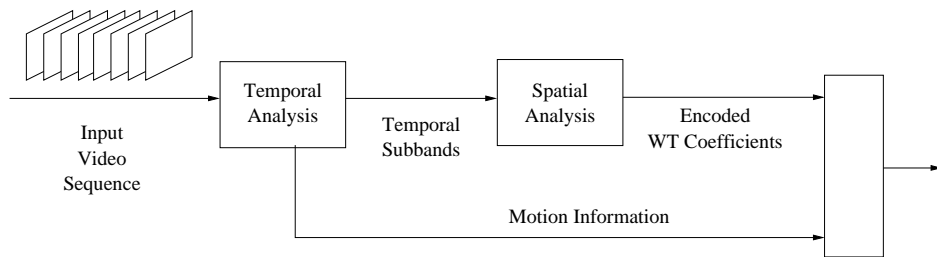 Temporal
Analysis
Spatial
Analysis
Input
Video
Sequence
Temporal
Subbands
Encoded
WT Coefficients
Motion Information